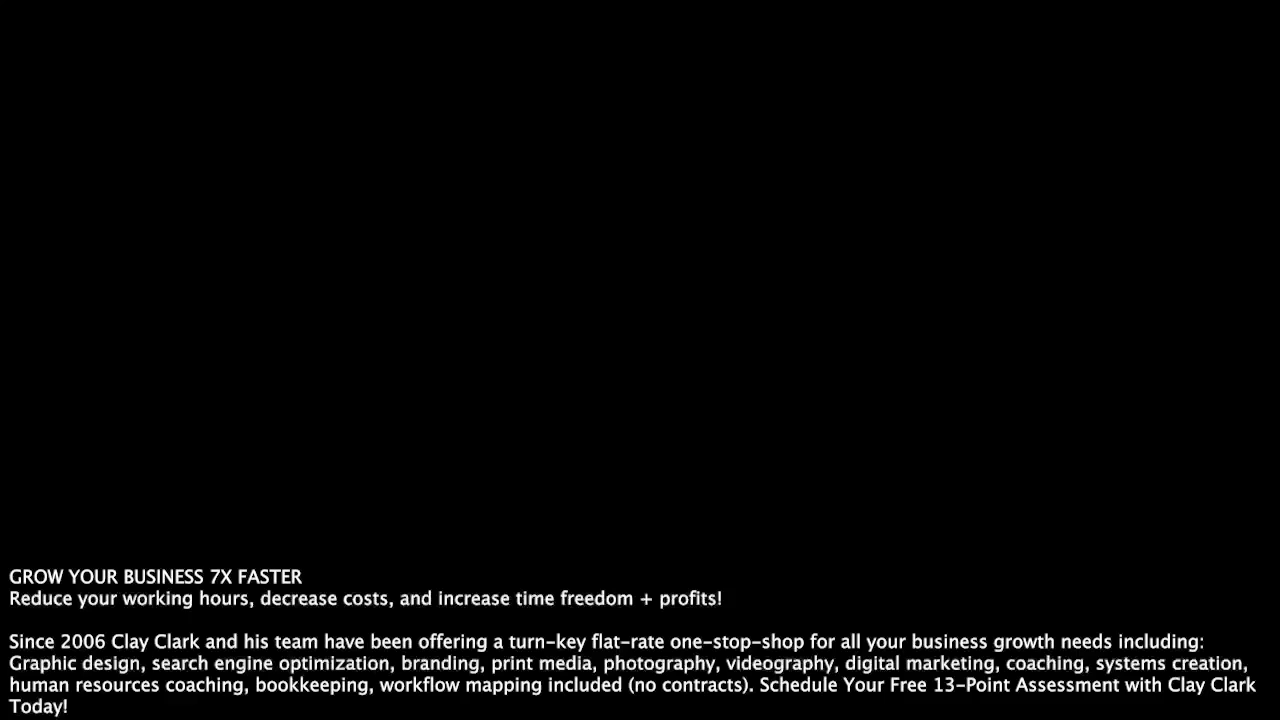 GROW YOUR BUSINESS 7X FASTER
Reduce your working hours, decrease costs, and increase time freedom + profits!
Since 2006 Clay Clark and his team have been offering a turn-key flat-rate one-stop-shop for all your business growth needs including:
Graphic design, search engine optimization, branding, print media, photography, videography, digital marketing, coaching, systems creation,
human resources coaching, bookkeeping, workflow mapping included (no contracts). Schedule Your Free 13-Point Assessment with Clay Clark
Today!